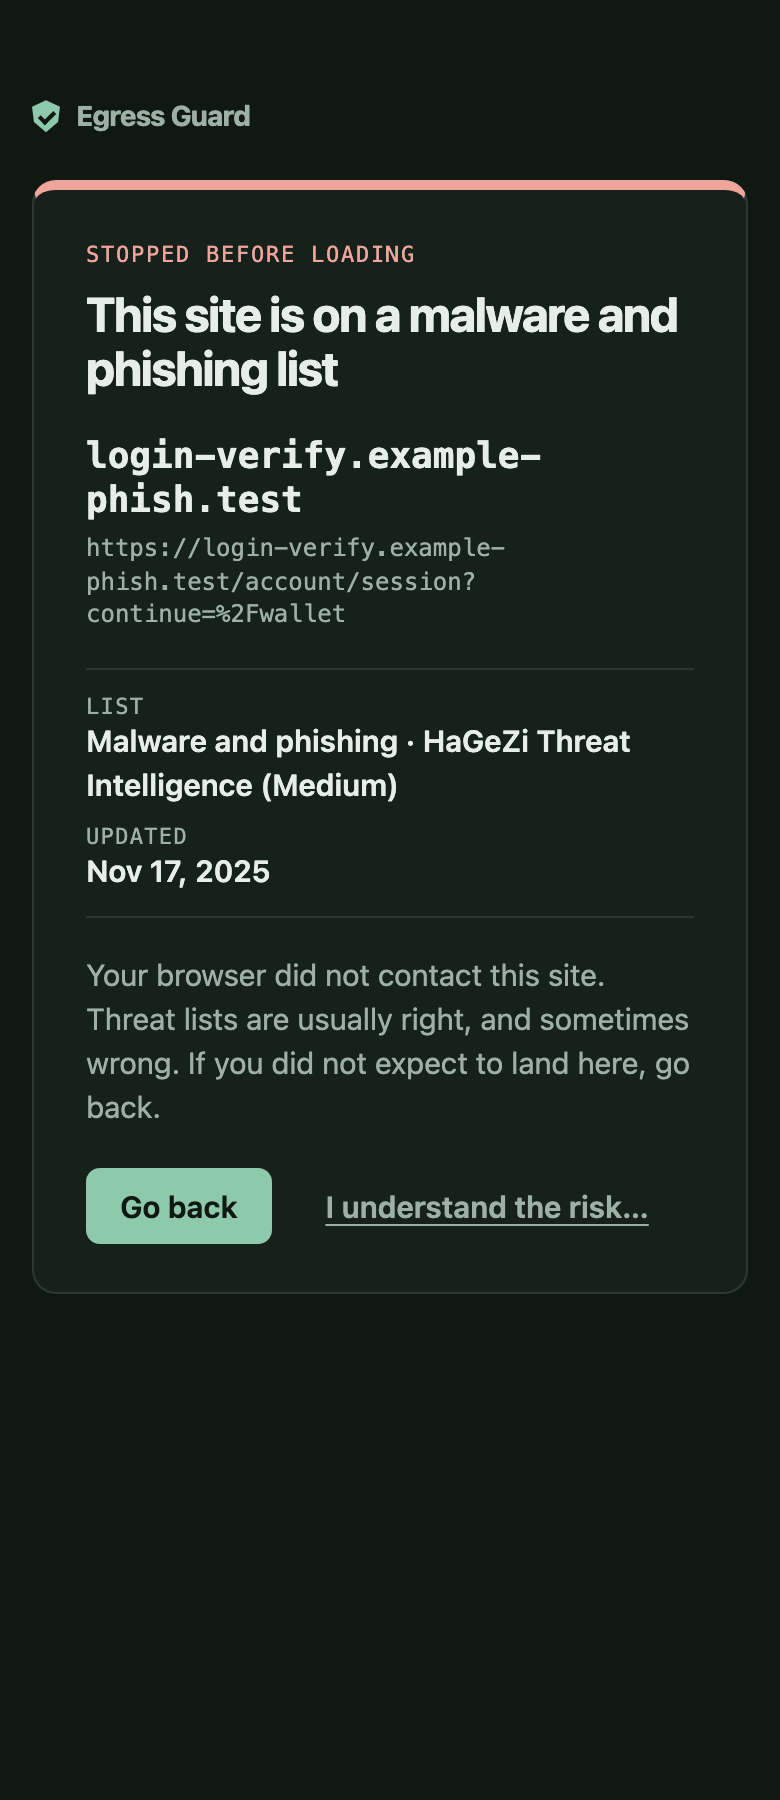 Egress Guard
STOPPED BEFORE LOADING
This site is on a malware and
phishing list
login-verify.example-
phish.test
https://login-verify.example-
phish.test/account/session?
continue=%2Fwallet
LIST
Malware and phishing · HaGeZi Threat
Intelligence (Medium)
UPDATED
Nov 17, 2025
Your browser did not contact this site.
Threat lists are usually right, and sometimes
wrong. If you did not expect to land here, go
back.
Go back
I understand the risk...